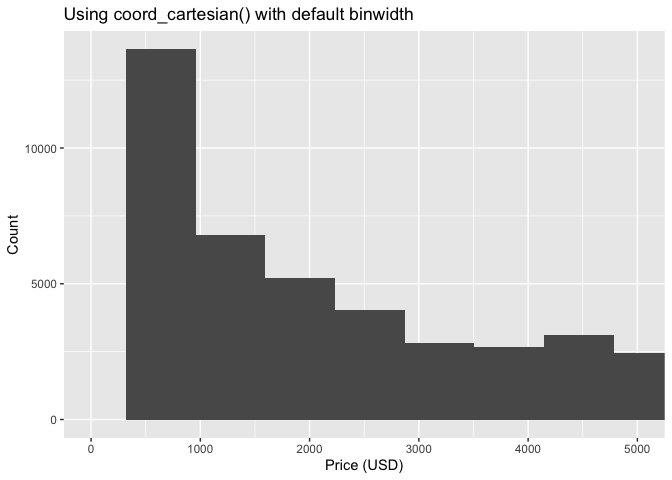 Using coord_cartesian() with default binwidth
10000
5000
0
Count
0 1000 2000 3000 4000 5000
Price (USD)